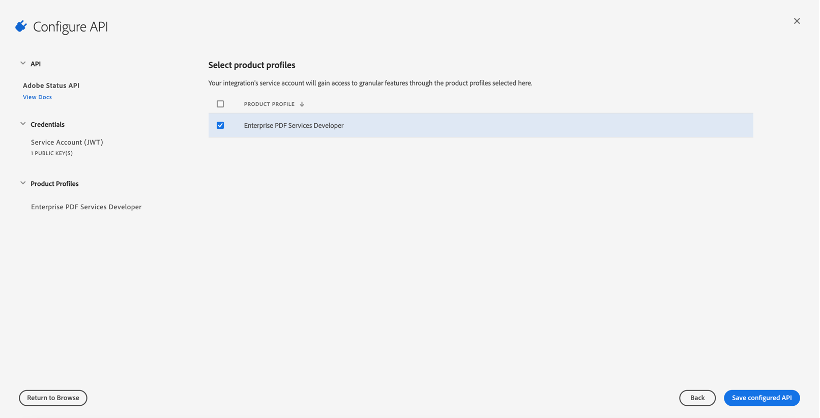 Configure API
API
Adobe Status API
View Docs
Credentials
Service Account (JWT)
1 PUBLIC KEY(S)
Product Profiles
Enterprise PDF Services Developer
Select product profiles
Your integration's service account will gain access to granular features through the product profiles selected here.
PRODUCT PROFILE ↓
Enterprise PDF Services Developer
Return to Browse
Back
Save configured API